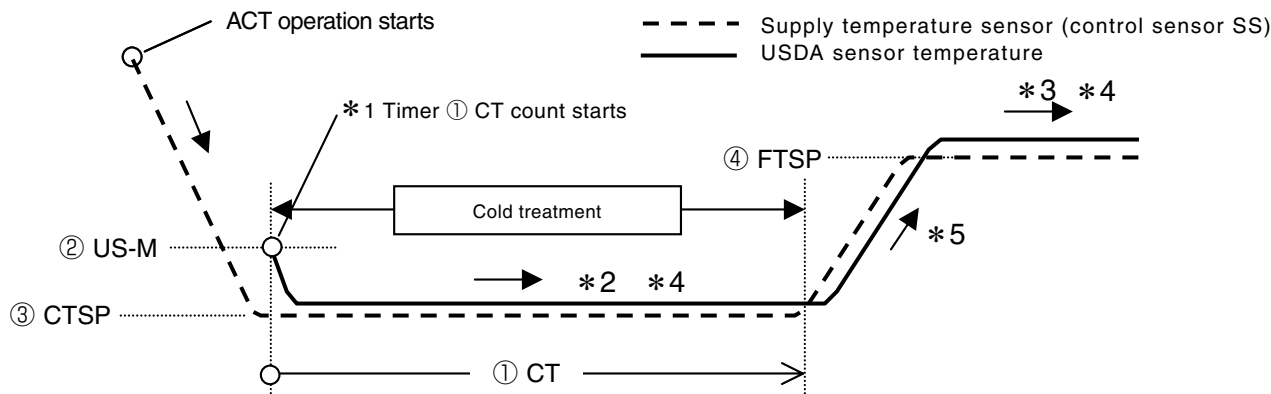 ACT operation starts
Supply temperature sensor (control sensor SS)
USDA sensor temperature
*1 Timer ① CT count starts
*3 *4
④ FTSP
Cold treatment
*5
② US-M
*2 *4
③ CTSP
① CT